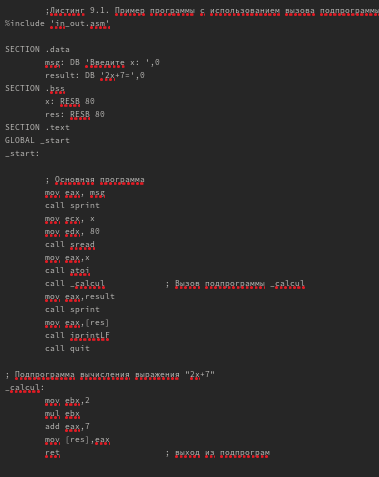 ;Листинг 9.1. Пример программы с использованием вызова подпрограммы
%include 'in_out.asm'
SECTION .data
msg: DB 'Введите x: ',0
result: DB '2x+7=',0
SECTION .bss
x: RESB 80
res: RESB 80
SECTION .text
GLOBAL _start
_start:
; Основная программа
mov eax, msg
call sprint
mov ecx, x
mov edx, 80
call sread
mov eax,x
call atoi
call _calcul ; Вызов подпрограммы _calcul
mov eax,result
call sprint
mov eax,[res]
call iprintLF
call quit
; Подпрограмма вычисления выражения "2x+7"
_calcul:
mov ebx,2
mul ebx
add eax,7
mov [res],eax
ret ; выход из подпрограм